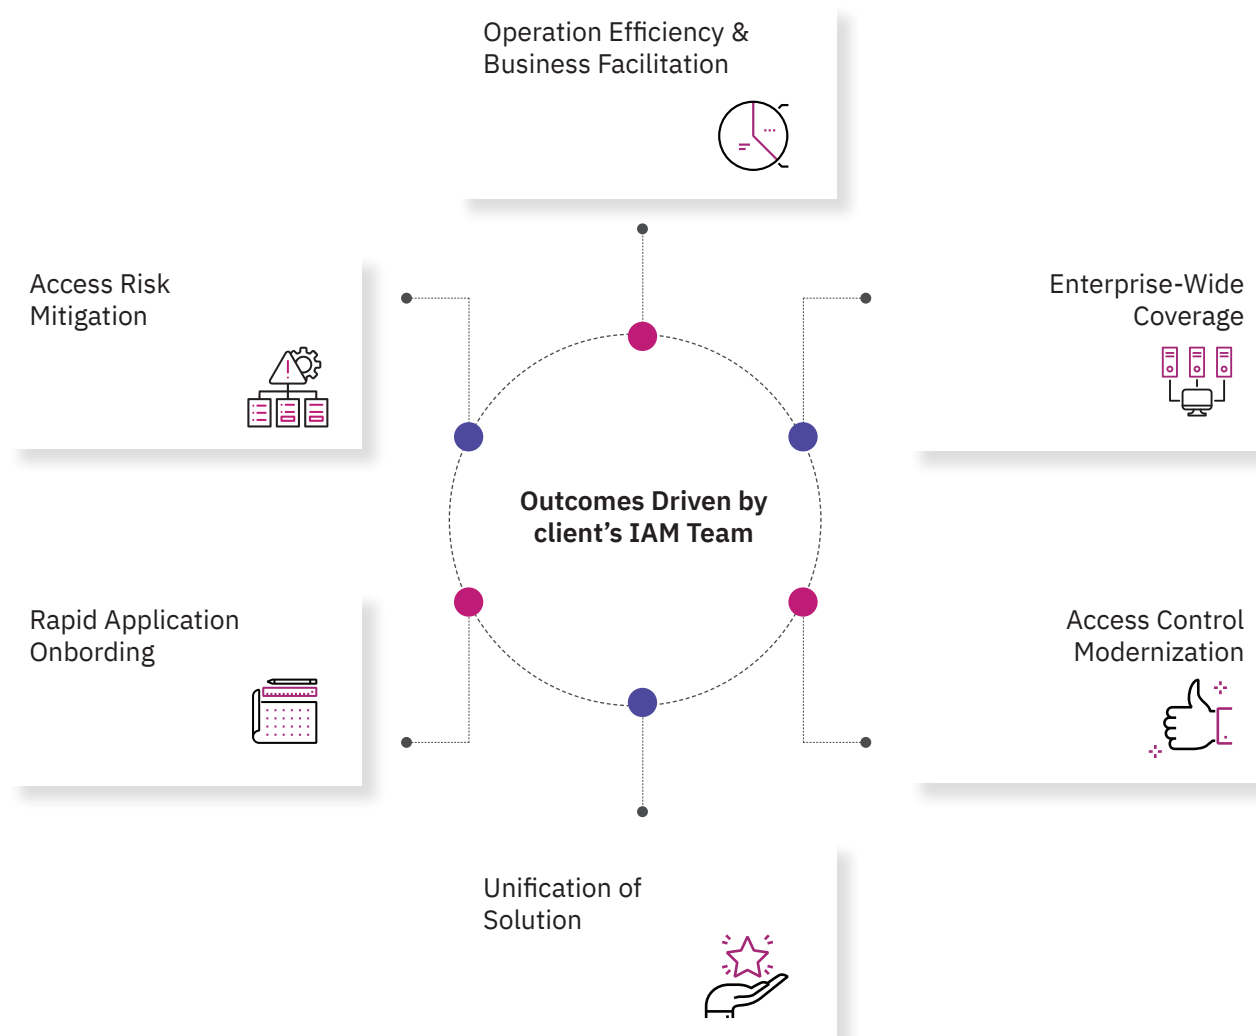 Operation Efficiency &
Business Facilitation
Access Risk
Mitigation
Enterprise-Wide
Coverage
Outcomes Driven by
client’s IAM Team
Rapid Application
Onbording
Access Control
Modernization
Unification of
Solution